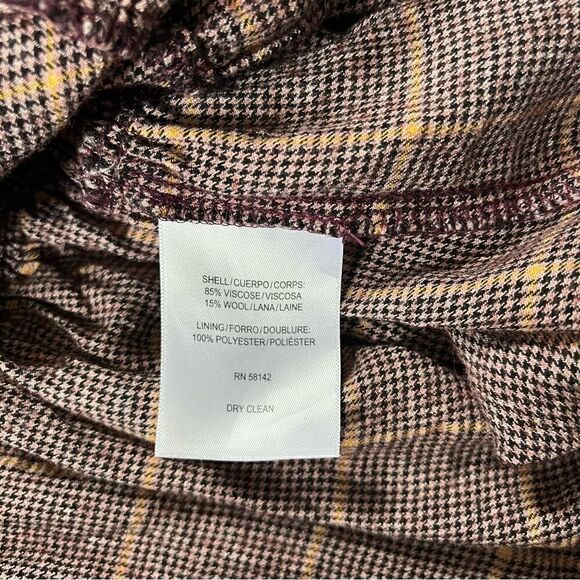 SHELL/CUERPO/CORPS:
85% VISCOSE/VISCOSA
15% WOOL/LANA/LAINE
LINING/FORRO/DOUBLURE:
100% POLYESTER/POLIÉSTER
RN 58142
DRY CLEAN